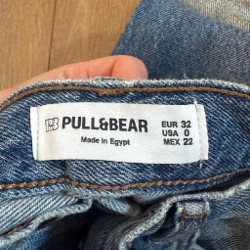 P&B PULL&BEAR
Made in Egypt
EUR 32
USA 0
MEX 22